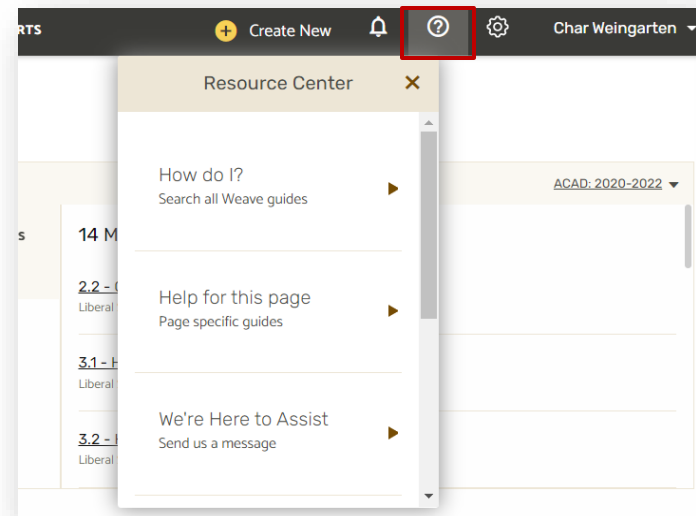 RTS
Create New
Char Weingarten
Resource Center
How do I?
Search all Weave guides
ACAD: 2020-2022
s
14 M
2.2 -
Liberal
Help for this page
Page specific guides
3.1 - H
Liberal
We're Here to Assist
Send us a message
3.2 -
Liberal